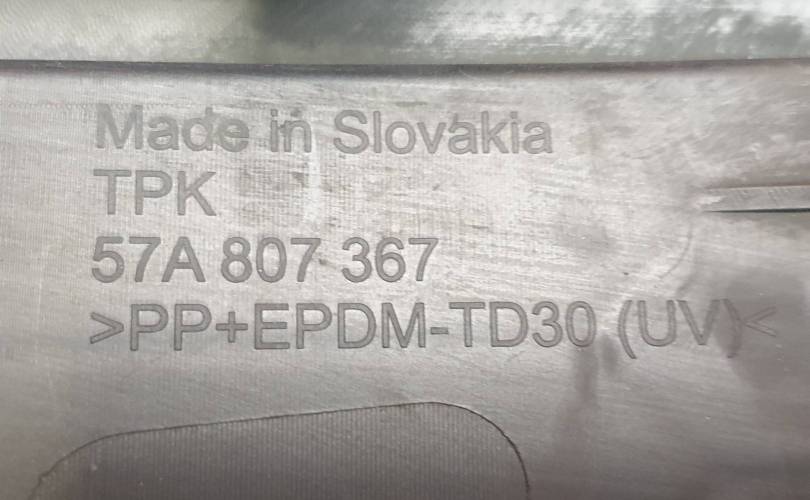 Made in Slovakia
TPK
57A 807 367
>PP+EPDM-TD30 (UV)<